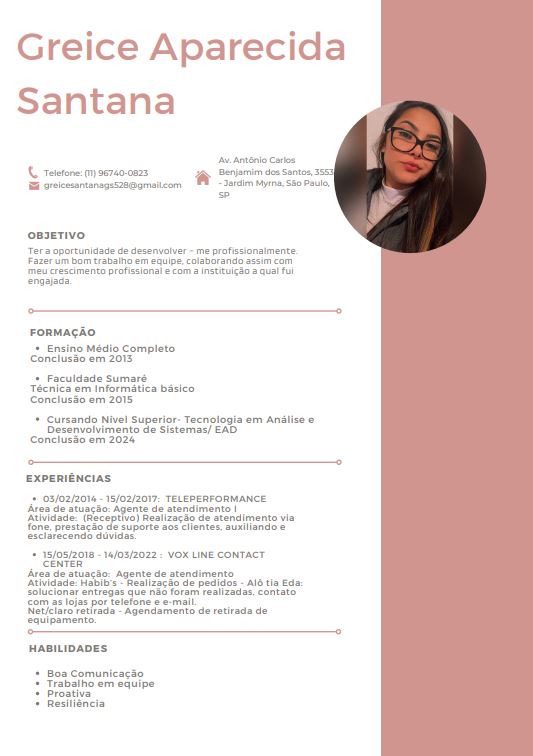 Greice Aparecida
Santana
Telefone: (11) 96740-0823
greicesantanags528@gmail.com
Av. Antônio Carlos
Benjamim dos Santos, 3553
- Jardim Myrna, São Paulo,
SP
OBJETIVO
Ter a oportunidade de desenvolver - me profissionalmente.
Fazer um bom trabalho em equipe, colaborando assim com
meu crescimento profissional e com a instituição a qual fui
engajada.
FORMAÇÃO
• Ensino Médio Completo
Conclusão em 2013
• Faculdade Sumaré
Técnica em Informática básico
Conclusão em 2015
• Cursando Nível Superior- Tecnologia em Análise e
Desenvolvimento de Sistemas/ EAD
Conclusão em 2024
EXPERIÊNCIAS
• 03/02/2014 - 15/02/2017: TELEPERFORMANCE
Área de atuação: Agente de atendimento I
Atividade: (Receptivo) Realização de atendimento via
fone, prestação de suporte aos clientes, auxiliando e
esclarecendo dúvidas.
• 15/05/2018 - 14/03/2022 : VOX LINE CONTACT
CENTER
Área de atuação: Agente de atendimento
Atividade: Habib's - Realização de pedidos - Alô tia Eda:
solucionar entregas que não foram realizadas, contato
com as lojas por telefone e e-mail.
Net/claro retirada - Agendamento de retirada de
equipamento.
HABILIDADES
• Boa Comunicação
• Trabalho em equipe
• Proativa
• Resiliência